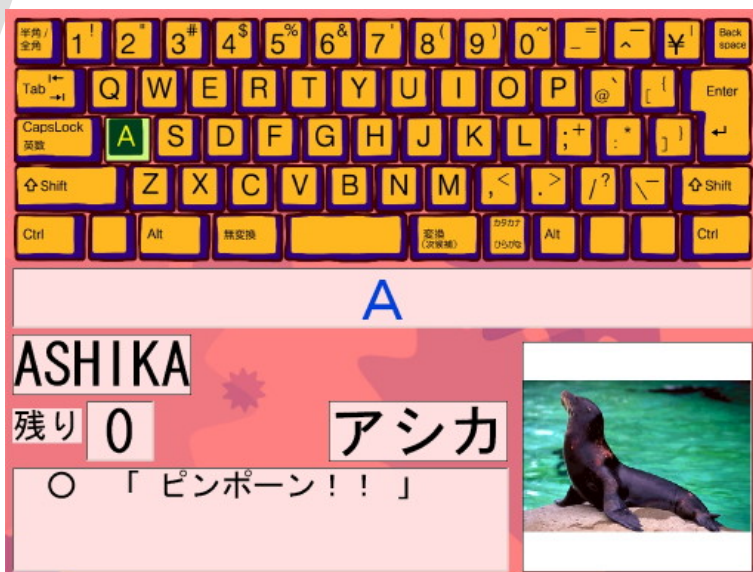 半角/全角 1 ! 2 " 3 # 4 $ 5 % 6 & 7 ' 8 ( 9 ) 0 ~ - = ^ ¯ ¥ | Back space
Tab Q W E R T Y U I O P @ ` [ { Enter
CapsLock 英数 A S D F G H J K L ; + : * ] }
Shift Z X C V B N M , < . > / ? \ _ Shift
Ctrl Alt 無変換 変換(次候補) カタカナ ひらがな Alt Ctrl
A
ASHIKA
残り 0 アシカ
○ 「 ピンポーン!! 」